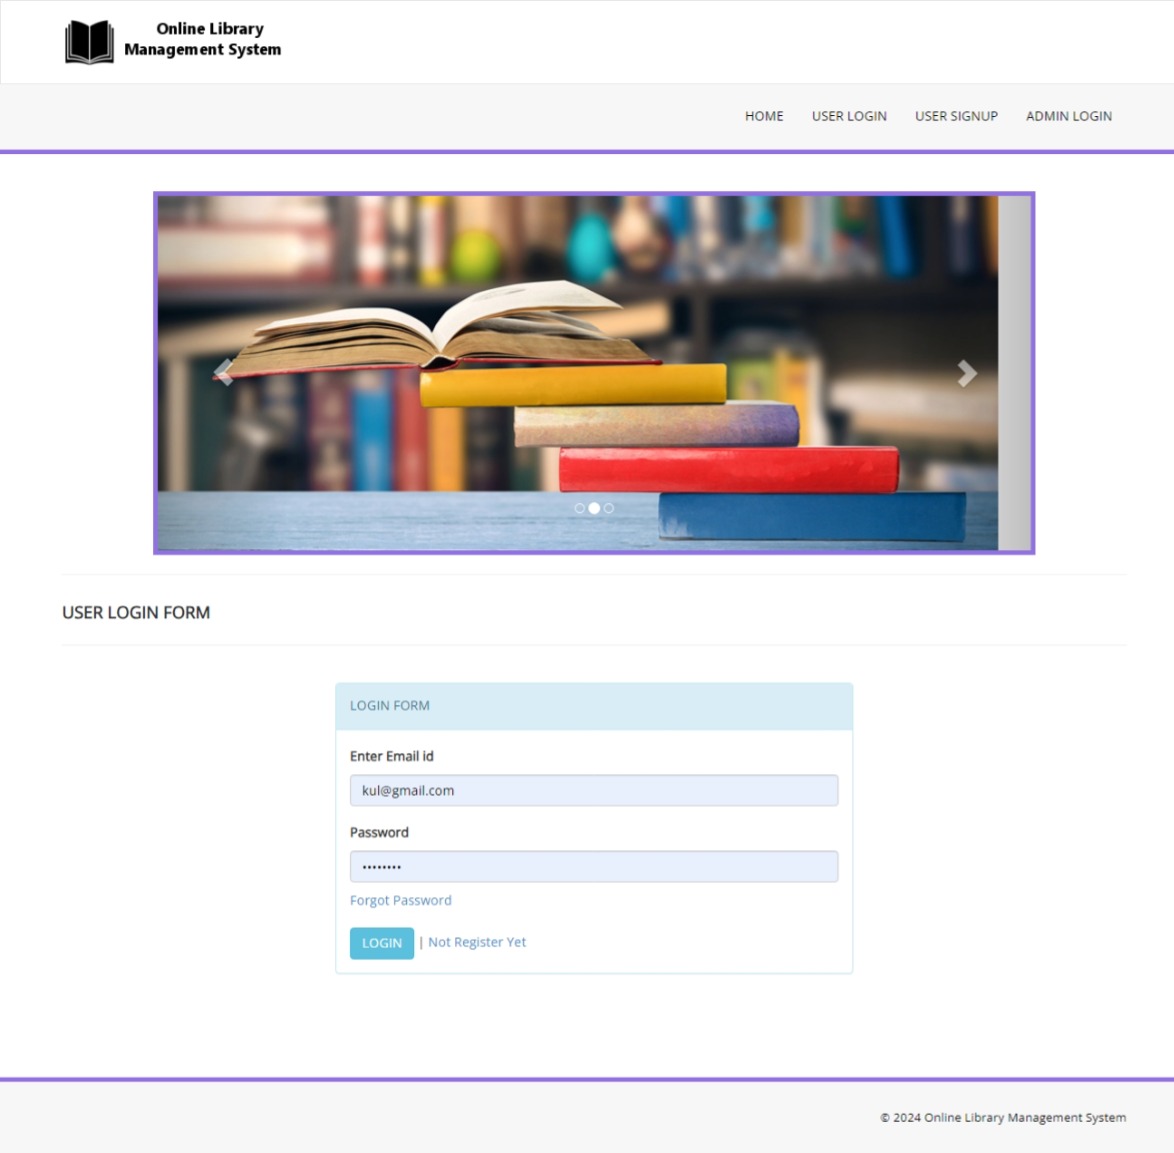 Online Library
Management System
HOME USER LOGIN USER SIGNUP ADMIN LOGIN
USER LOGIN FORM
LOGIN FORM
Enter Email id
kul@gmail.com
Password
••••••••
Forgot Password
LOGIN | Not Register Yet
© 2024 Online Library Management System